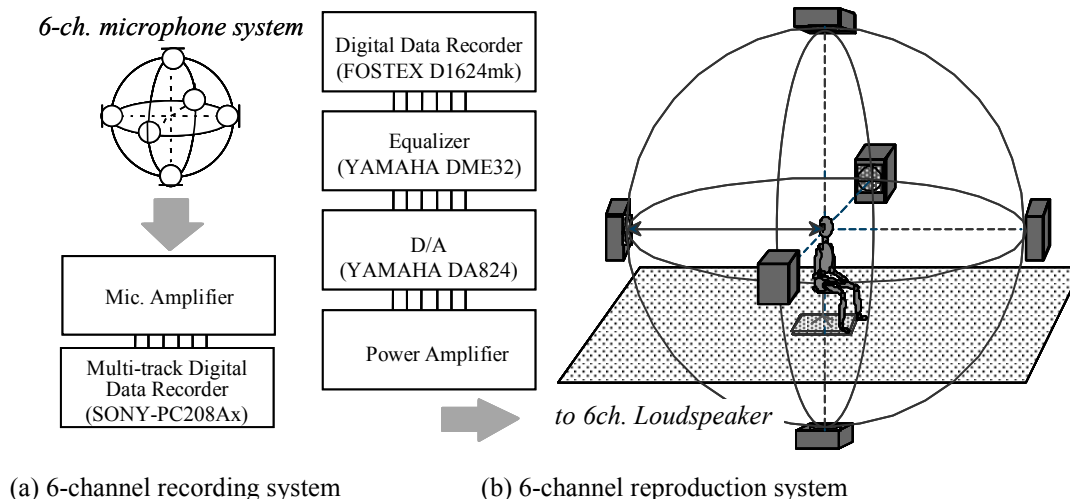 6-ch. microphone system
Mic. Amplifier
Multi-track Digital
Data Recorder
(SONY-PC208Ax)
Digital Data Recorder
(FOSTEX D1624mk)
Equalizer
(YAMAHA DME32)
D/A
(YAMAHA DA824)
Power Amplifier
to 6ch. Loudspeaker
(a) 6-channel recording system
(b) 6-channel reproduction system